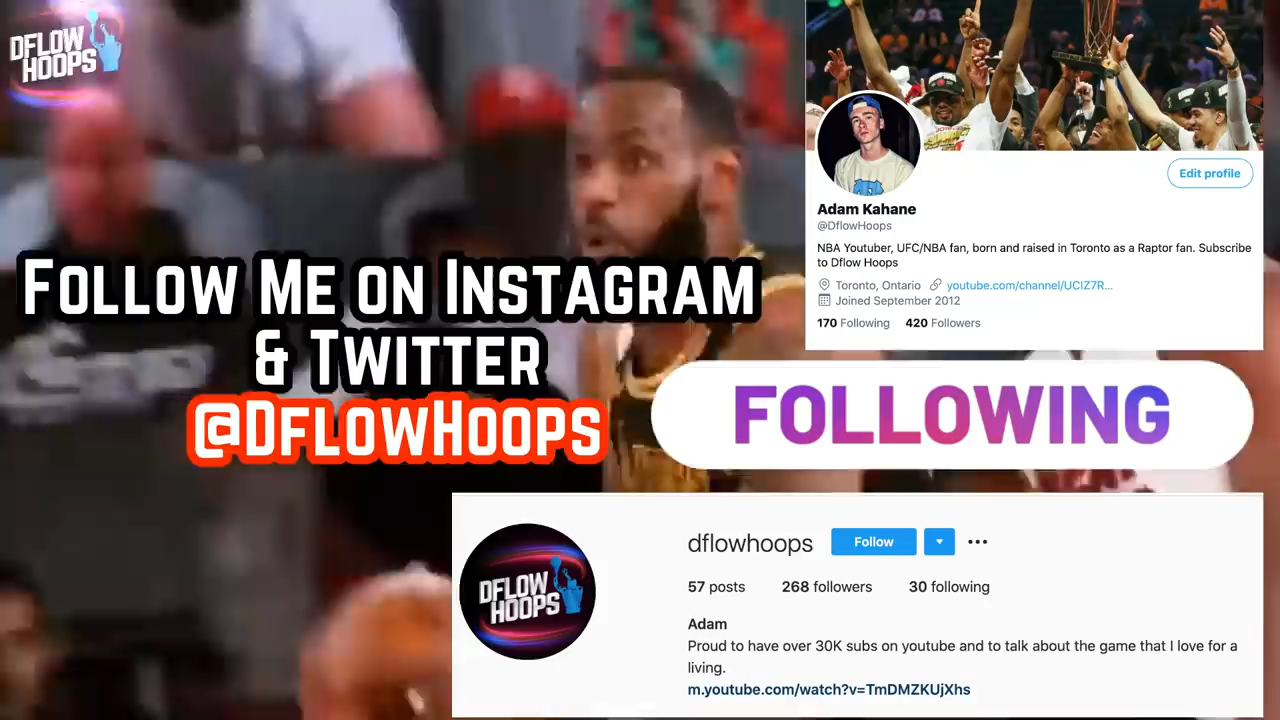 DFLOW
HOOPS
FOLLOW ME ON INSTAGRAM
& TWITTER
@DFLOWHOOPS
Edit profile
Adam Kahane
@DflowHoops
NBA Youtuber, UFC/NBA fan, born and raised in Toronto as a Raptor fan. Subscribe
to Dflow Hoops
Toronto, Ontario youtube.com/channel/UCIZ7R...
Joined September 2012
170 Following 420 Followers
FOLLOWING
DFLOW
HOOPS
dflowhoops Follow
57 posts 268 followers 30 following
Adam
Proud to have over 30K subs on youtube and to talk about the game that I love for a
living.
m.youtube.com/watch?v=TmDMZKUjXhs